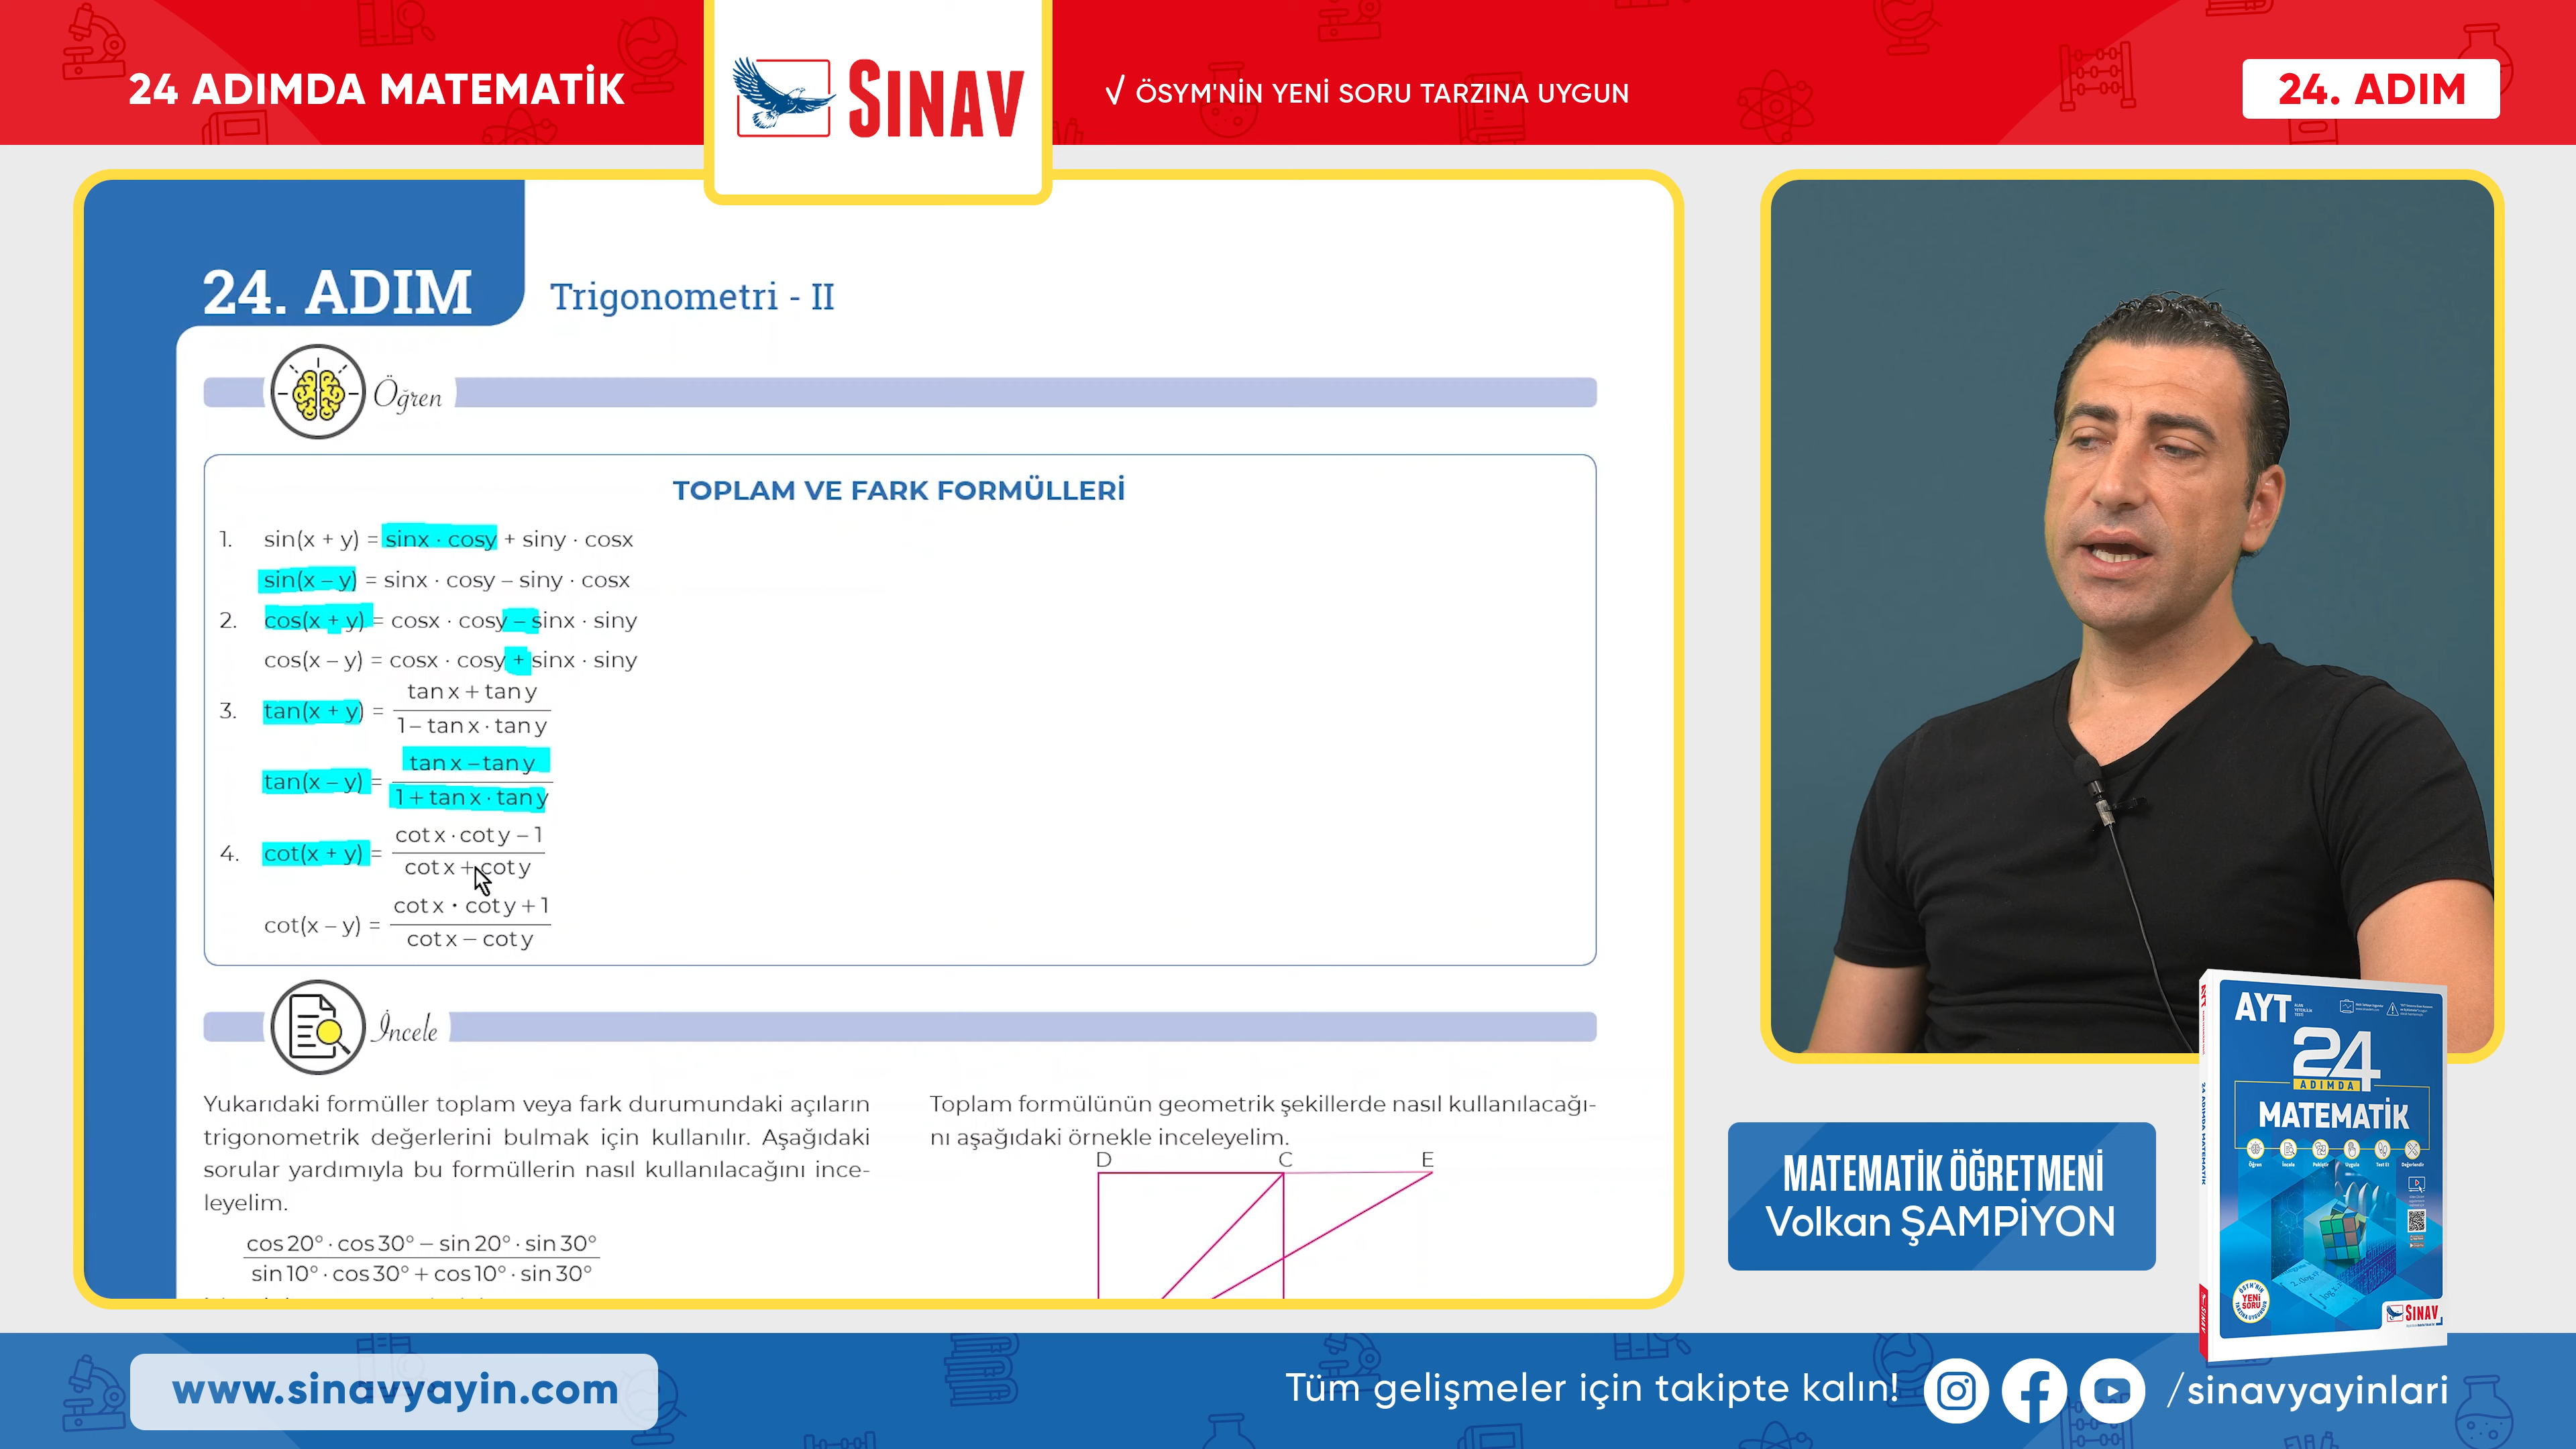 24 ADIMDA MATEMATİK
SINAV
√ ÖSYM'NİN YENİ SORU TARZINA UYGUN
24. ADIM
24. ADIM
Trigonometri - II
Öğren
TOPLAM VE FARK FORMÜLLERİ
1. sin(x + y) = sinx · cosy + siny · cosx
sin(x – y) = sinx · cosy – siny · cosx
2. cos(x + y) = cosx · cosy – sinx · siny
cos(x – y) = cosx · cosy + sinx · siny
tan x + tan y
3. tan(x + y) =
1 – tan x · tan y
tan x – tan y
tan(x – y) =
1 + tan x · tan y
cot x · cot y – 1
4. cot(x + y) =
cot x + cot y
cot x · cot y + 1
cot(x – y) =
cot x – cot y
İncele
Yukarıdaki formüller toplam veya fark durumundaki açıların
trigonometrik değerlerini bulmak için kullanılır. Aşağıdaki
sorular yardımıyla bu formüllerin nasıl kullanılacağını ince-
leyelim.
cos 20° · cos 30° – sin 20° · sin 30°
sin 10° · cos 30° + cos 10° · sin 30°
Toplam formülünün geometrik şekillerde nasıl kullanılacağı-
nı aşağıdaki örnekle inceleyelim.
D C E
MATEMATİK ÖĞRETMENİ
Volkan ŞAMPİYON
AYT
24
ADIMDA
MATEMATİK
ÖSYM'NİN
YENİ
SORU
SINAV
www.sinavyayin.com
Tüm gelişmeler için takipte kalın!
/sinavyayinlari